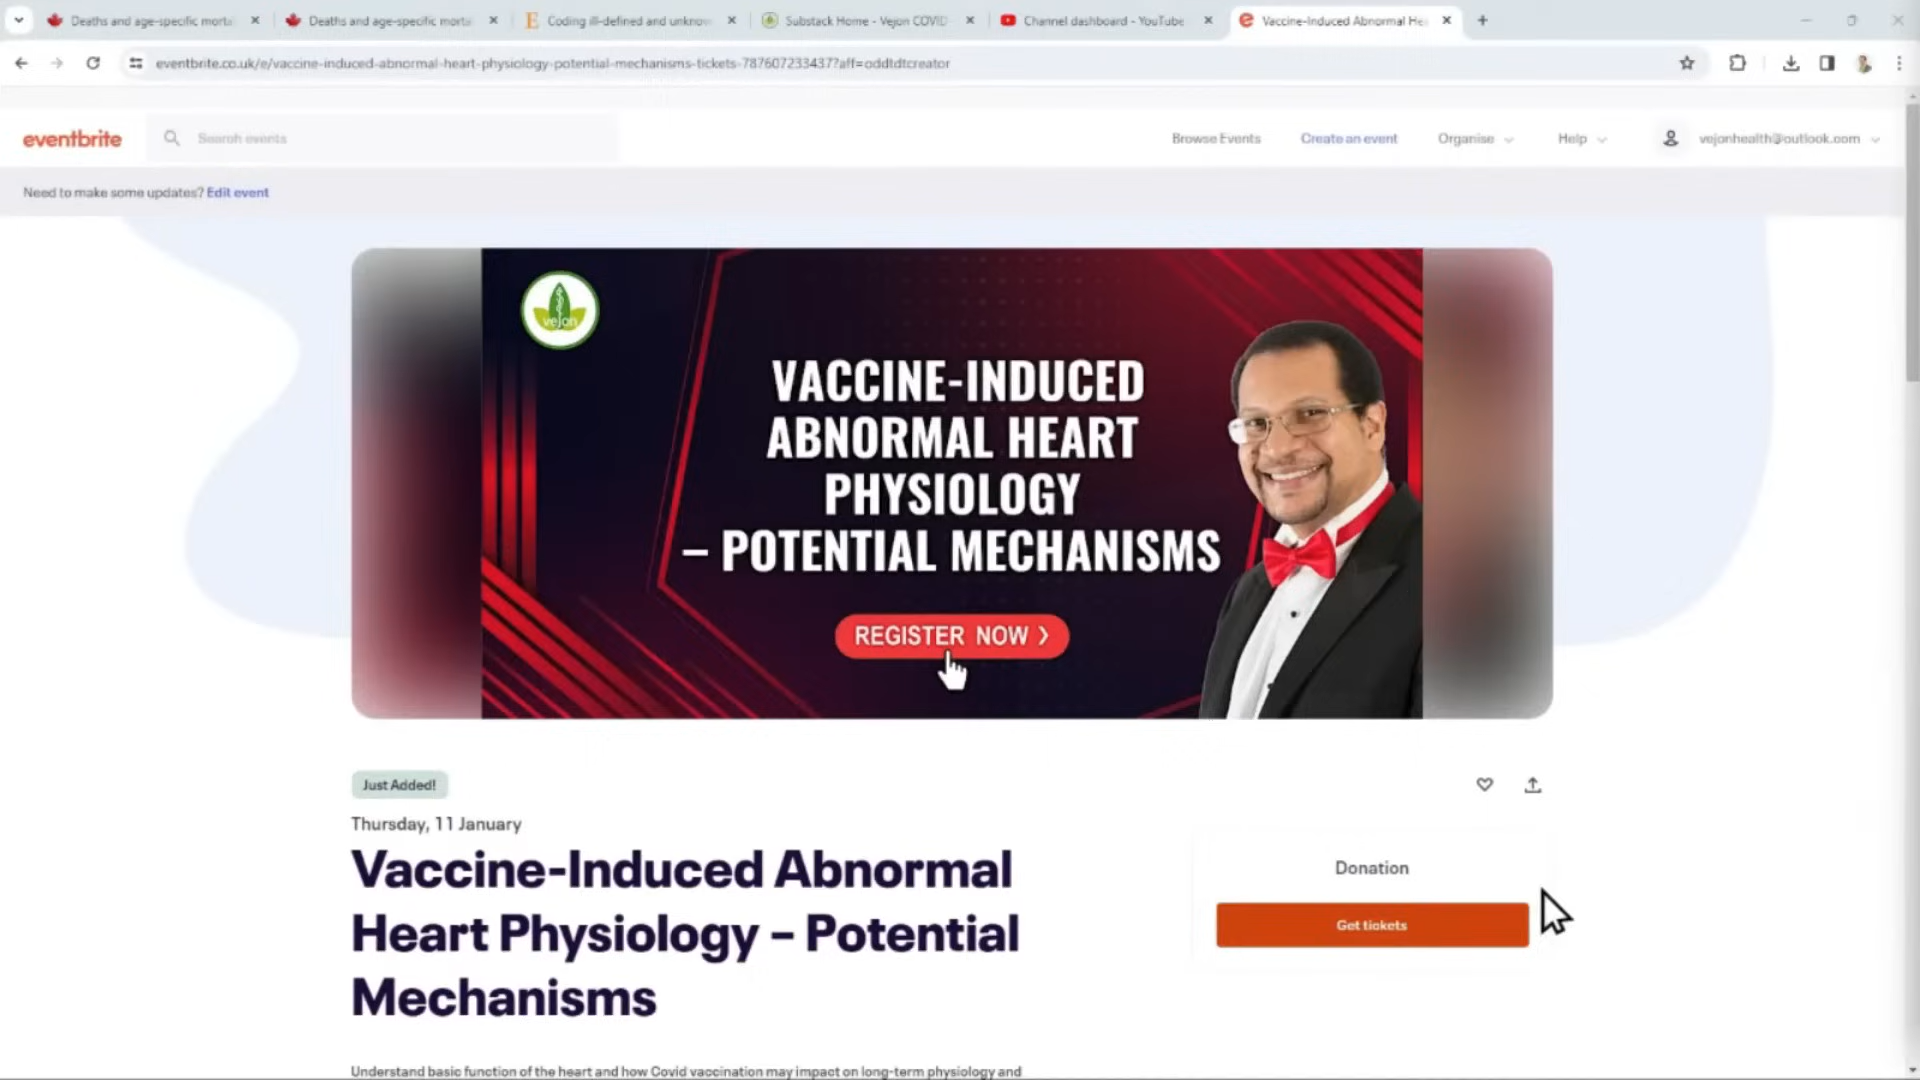 Deaths and age-specific morta
Deaths and age-specific morta
Coding ill-defined and unknow
Substack Home - Vejon COVID
Channel dashboard - YouTube
Vaccine-Induced Abnormal Hea
eventbrite.co.uk/e/vaccine-induced-abnormal-heart-physiology-potential-mechanisms-tickets-787607233437?aff=oddtdtcreator
eventbrite
Search events
Browse Events
Create an event
Organise
Help
vejonhealth@outlook.com
Need to make some updates? Edit event
vejon
VACCINE-INDUCED
ABNORMAL HEART
PHYSIOLOGY
– POTENTIAL MECHANISMS
REGISTER NOW >
Just Added!
Thursday, 11 January
Vaccine-Induced Abnormal
Heart Physiology – Potential
Mechanisms
Donation
Get tickets
Understand basic function of the heart and how Covid vaccination may impact on long-term physiology and